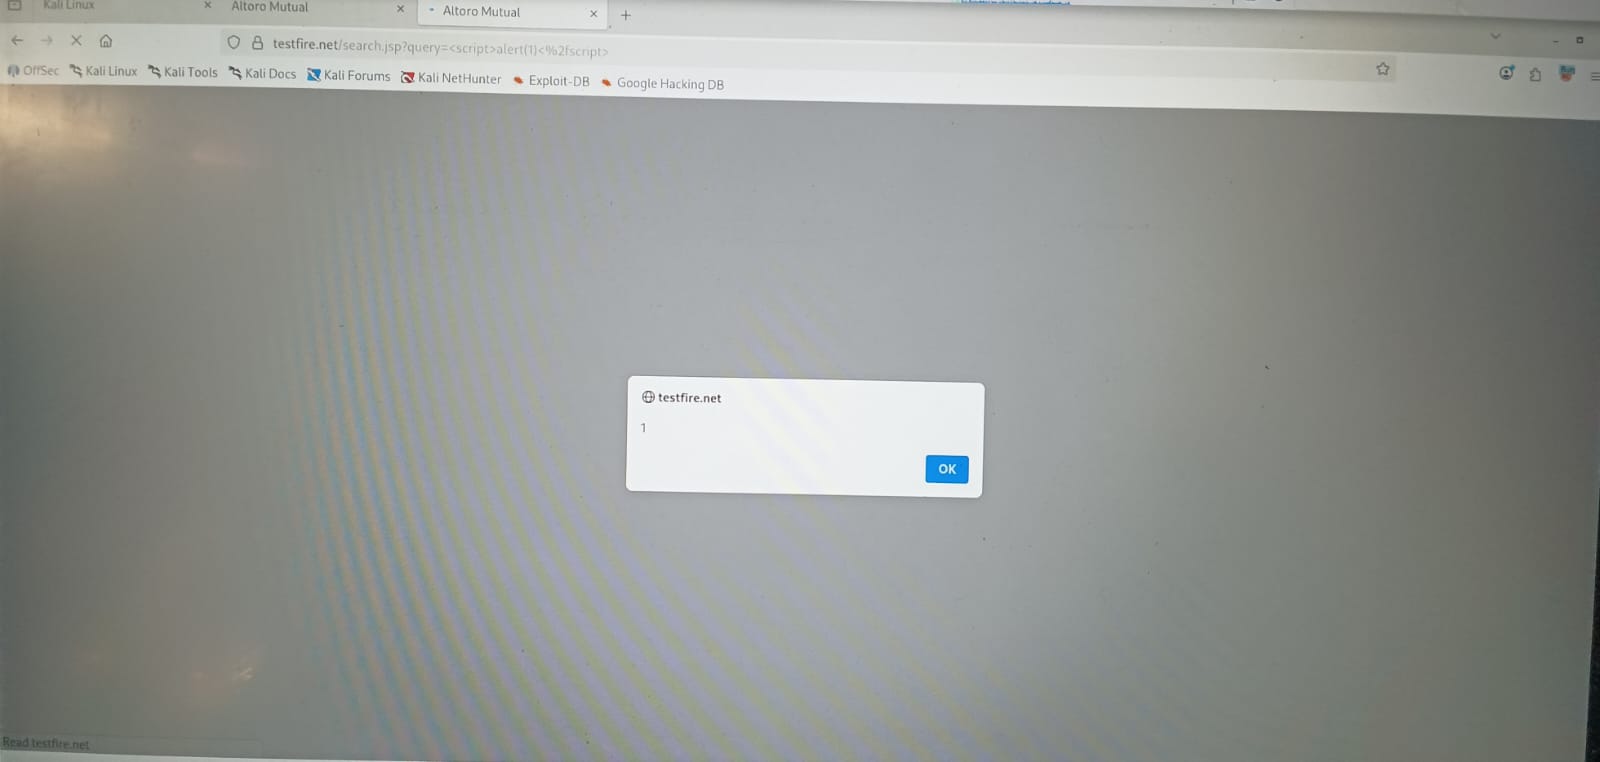 Kali Linux
Altoro Mutual
Altoro Mutual
testfire.net/search.jsp?query=<script>alert(1)<%2fscript>
OffSec Kali Linux Kali Tools Kali Docs Kali Forums Kali NetHunter Exploit-DB Google Hacking DB
testfire.net
1
OK
Read testfire.net